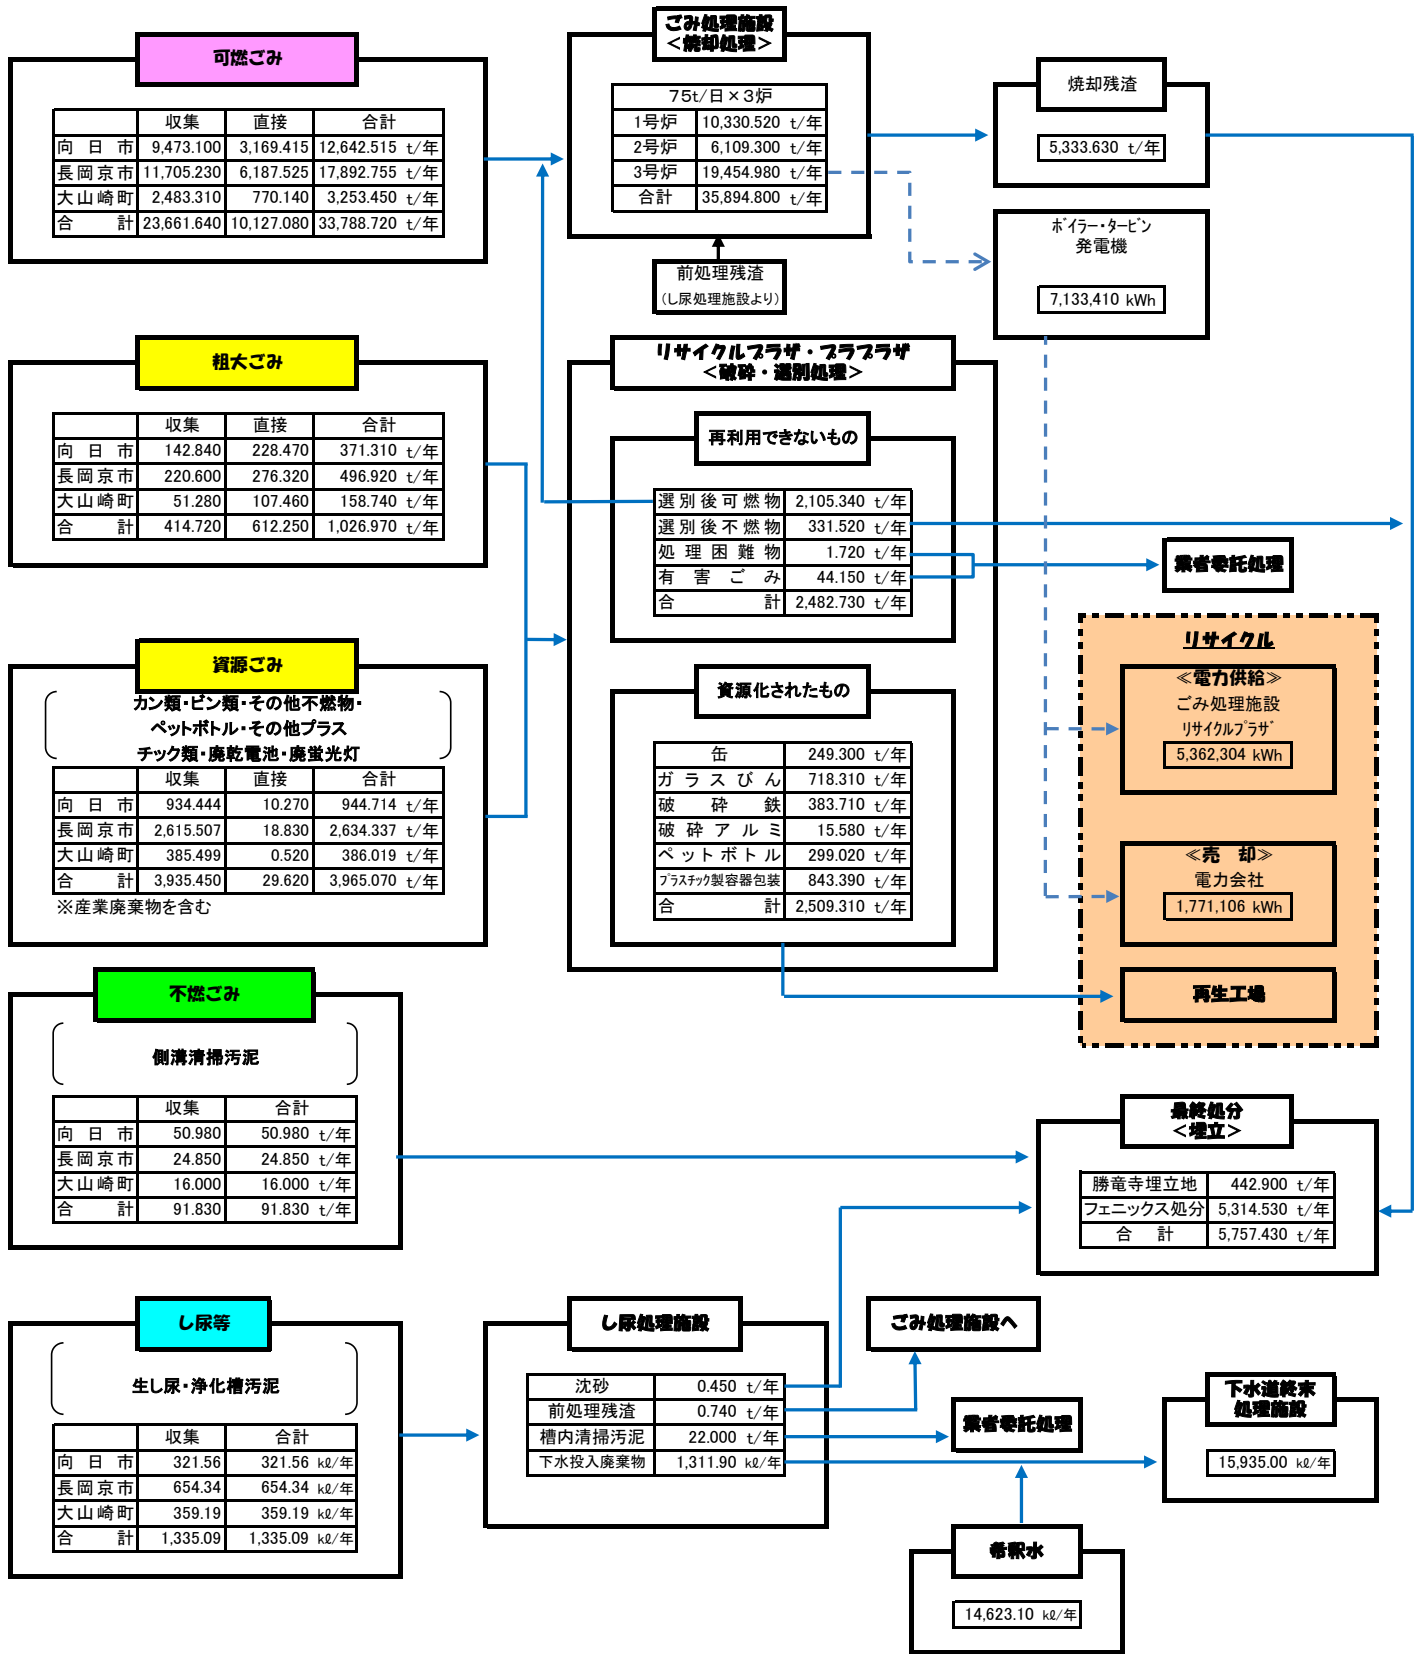 可燃ごみ
収集 直接 合計
向日市 9,473.100 3,169.415 12,642.515 t/年
長岡京市 11,705.230 6,187.525 17,892.755 t/年
大山崎町 2,483.310 770.140 3,253.450 t/年
合計 23,661.640 10,127.080 33,788.720 t/年
ごみ処理施設
＜焼却処理＞
75t/日×3炉
1号炉 10,330.520 t/年
2号炉 6,109.300 t/年
3号炉 19,454.980 t/年
合計 35,894.800 t/年
前処理残渣
(し尿処理施設より)
焼却残渣
5,333.630 t/年
ﾎﾞｲﾗｰ・ﾀｰﾋﾞﾝ
発電機
7,133,410 kWh
粗大ごみ
収集 直接 合計
向日市 142.840 228.470 371.310 t/年
長岡京市 220.600 276.320 496.920 t/年
大山崎町 51.280 107.460 158.740 t/年
合計 414.720 612.250 1,026.970 t/年
リサイクルプラザ・プラプラザ
＜破砕・選別処理＞
再利用できないもの
選別後可燃物 2,105.340 t/年
選別後不燃物 331.520 t/年
処理困難物 1.720 t/年
有害ごみ 44.150 t/年
合計 2,482.730 t/年
業者委託処理
資源ごみ
カン類・ビン類・その他不燃物・
ペットボトル・その他プラス
チック類・廃乾電池・廃蛍光灯
収集 直接 合計
向日市 934.444 10.270 944.714 t/年
長岡京市 2,615.507 18.830 2,634.337 t/年
大山崎町 385.499 0.520 386.019 t/年
合計 3,935.450 29.620 3,965.070 t/年
※産業廃棄物を含む
資源化されたもの
缶 249.300 t/年
ガラスびん 718.310 t/年
破砕鉄 383.710 t/年
破砕アルミ 15.580 t/年
ペットボトル 299.020 t/年
ﾌﾟﾗｽﾁｯｸ製容器包装 843.390 t/年
合計 2,509.310 t/年
リサイクル
≪電力供給≫
ごみ処理施設
ﾘｻｲｸﾙﾌﾟﾗｻﾞ
5,362,304 kWh
≪売 却≫
電力会社
1,771,106 kWh
再生工場
不燃ごみ
側溝清掃汚泥
収集 合計
向日市 50.980 50.980 t/年
長岡京市 24.850 24.850 t/年
大山崎町 16.000 16.000 t/年
合計 91.830 91.830 t/年
最終処分
＜埋立＞
勝竜寺埋立地 442.900 t/年
フェニックス処分 5,314.530 t/年
合計 5,757.430 t/年
し尿等
生し尿・浄化槽汚泥
収集 合計
向日市 321.56 321.56 kℓ/年
長岡京市 654.34 654.34 kℓ/年
大山崎町 359.19 359.19 kℓ/年
合計 1,335.09 1,335.09 kℓ/年
し尿処理施設
沈砂 0.450 t/年
前処理残渣 0.740 t/年
槽内清掃汚泥 22.000 t/年
下水投入廃棄物 1,311.90 kℓ/年
ごみ処理施設へ
業者委託処理
下水道終末
処理施設
15,935.00 kℓ/年
希釈水
14,623.10 kℓ/年